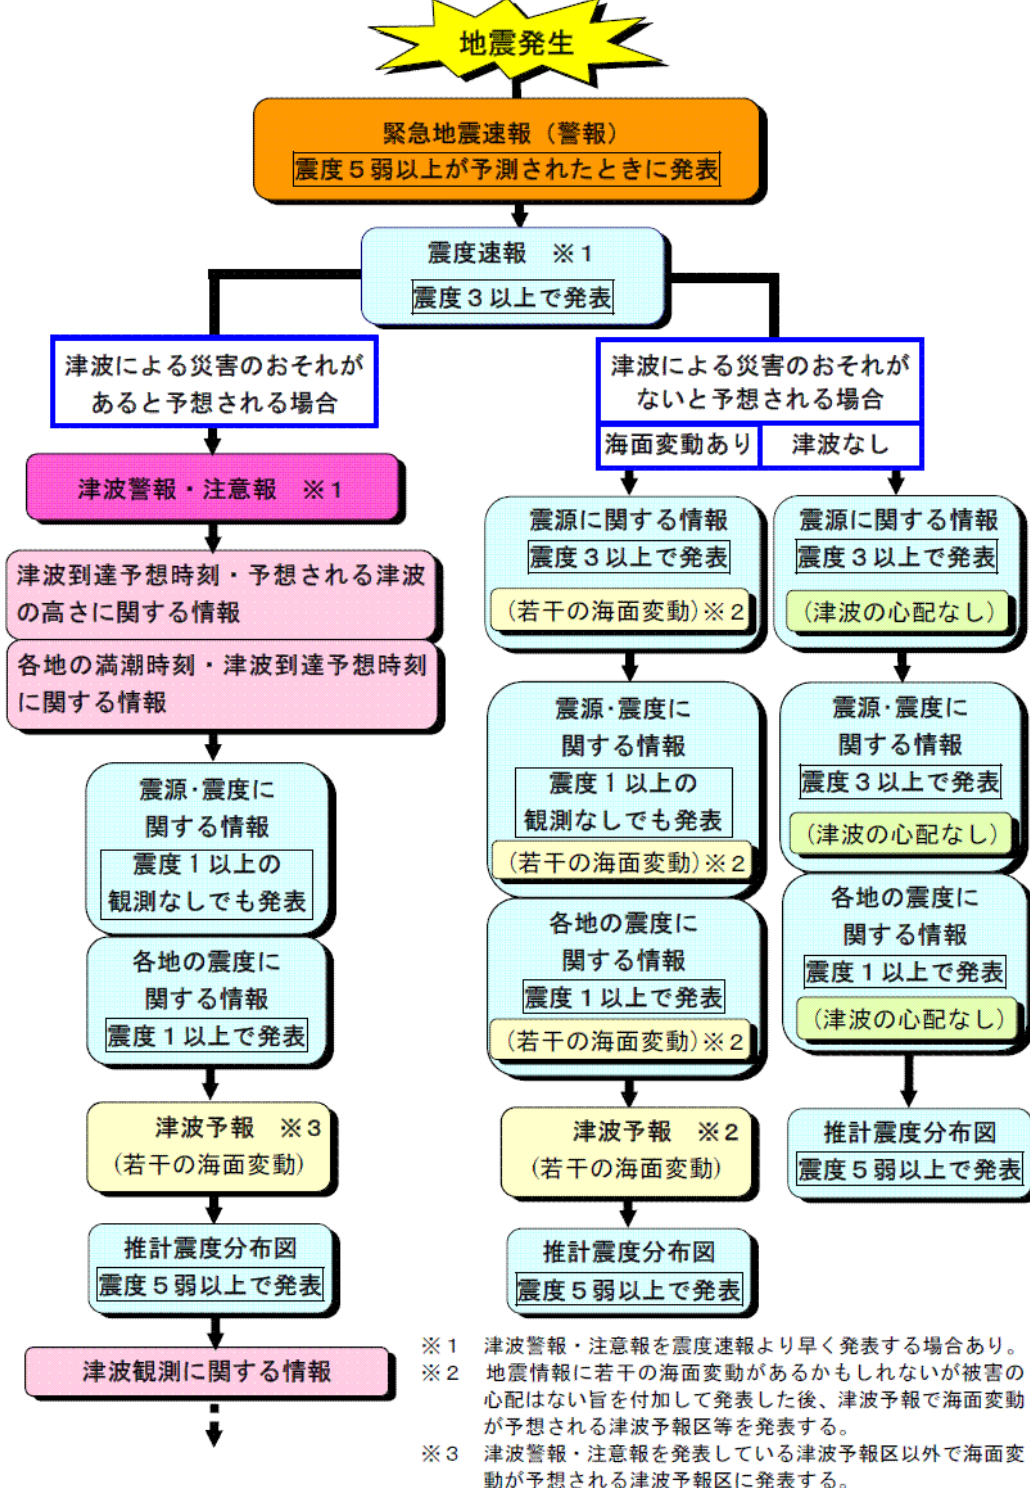 地震発生
緊急地震速報（警報）
震度５弱以上が予測されたときに発表
震度速報　※１
震度３以上で発表
津波による災害のおそれが
あると予想される場合
津波警報・注意報　※１
津波到達予想時刻・予想される津波
の高さに関する情報
各地の満潮時刻・津波到達予想時刻
に関する情報
震源･震度に
関する情報
震度１以上の
観測なしでも発表
各地の震度に
関する情報
震度１以上で発表
津波予報　※３
(若干の海面変動)
推計震度分布図
震度５弱以上で発表
津波観測に関する情報
津波による災害のおそれが
ないと予想される場合
海面変動あり
震源に関する情報
震度３以上で発表
(若干の海面変動)※２
震源･震度に
関する情報
震度１以上の
観測なしでも発表
(若干の海面変動)※２
各地の震度に
関する情報
震度１以上で発表
(若干の海面変動)※２
津波予報　※２
(若干の海面変動)
推計震度分布図
震度５弱以上で発表
津波なし
震源に関する情報
震度３以上で発表
(津波の心配なし)
震源･震度に
関する情報
震度３以上で発表
(津波の心配なし)
各地の震度に
関する情報
震度１以上で発表
(津波の心配なし)
推計震度分布図
震度５弱以上で発表
※１　津波警報・注意報を震度速報より早く発表する場合あり。
※２　地震情報に若干の海面変動があるかもしれないが被害の
心配はない旨を付加して発表した後、津波予報で海面変動
が予想される津波予報区等を発表する。
※３　津波警報・注意報を発表している津波予報区以外で海面変
動が予想される津波予報区に発表する。